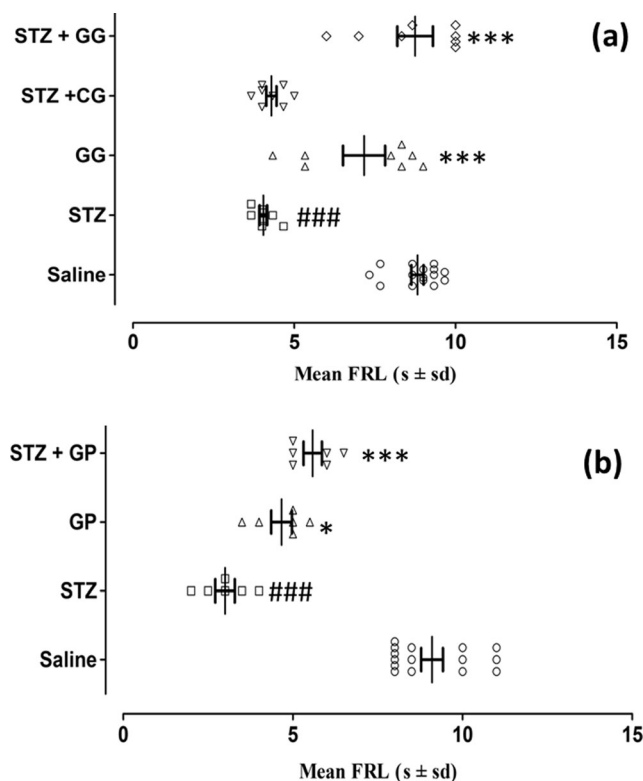 (a)
STZ + GG ***
STZ +CG
GG ***
STZ ###
Saline
0 5 10 15
Mean FRL (s ± sd)
(b)
STZ + GP ***
GP *
STZ ###
Saline
0 5 10 15
Mean FRL (s ± sd)